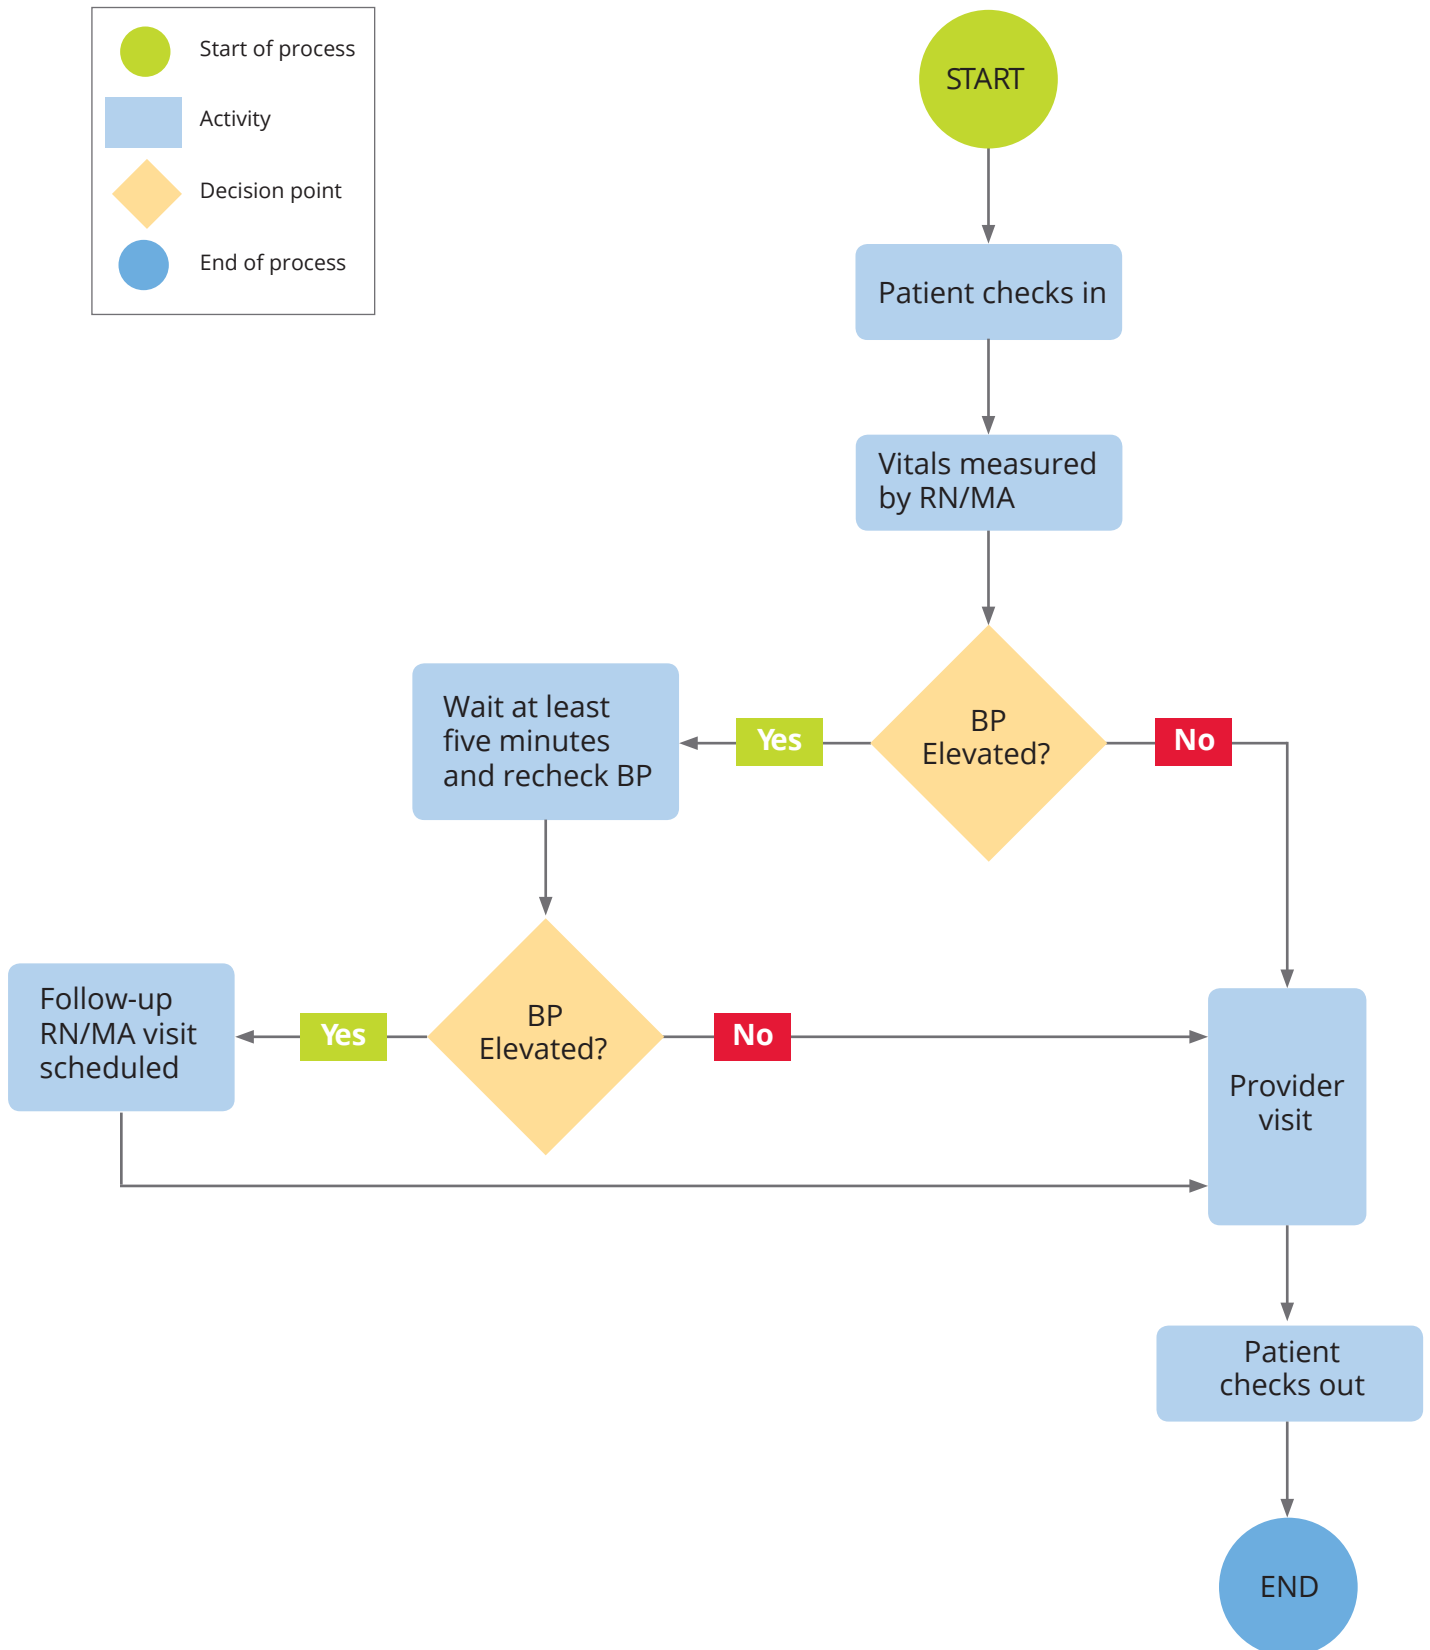 Start of process
Activity
Decision point
End of process
START
Patient checks in
Vitals measured
by RN/MA
BP
Elevated?
Yes
No
Wait at least
five minutes
and recheck BP
BP
Elevated?
Yes
No
Follow-up
RN/MA visit
scheduled
Provider
visit
Patient
checks out
END